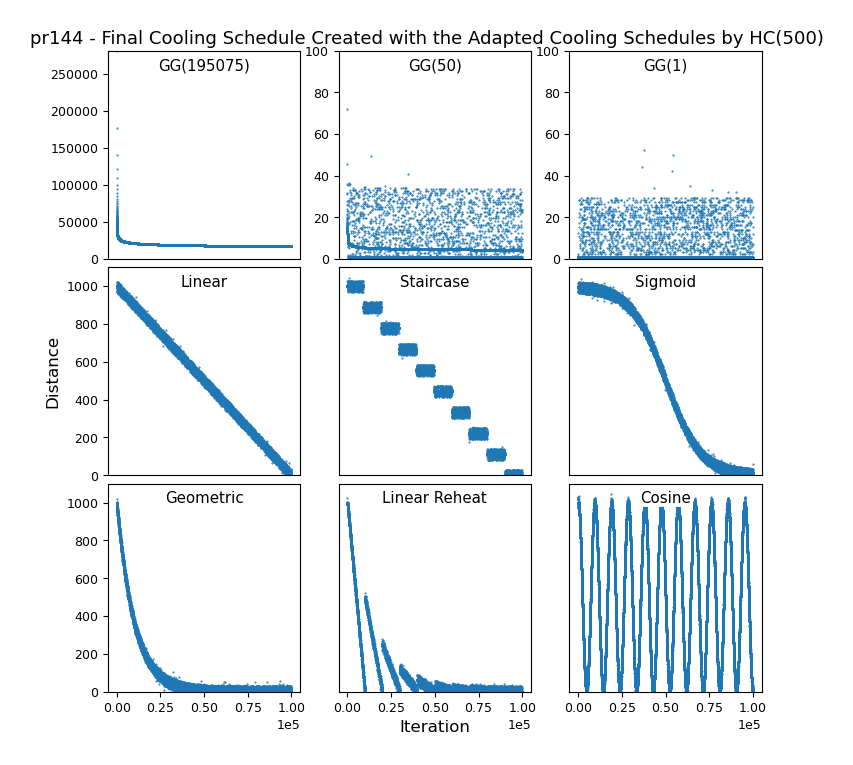 pr144 - Final Cooling Schedule Created with the Adapted Cooling Schedules by HC(500)
GG(195075)
GG(50)
GG(1)
250000
200000
150000
100000
50000
0
100
80
60
40
20
0
100
80
60
40
20
0
Linear
Staircase
Sigmoid
1000
800
600
400
200
0
Distance
Geometric
Linear Reheat
Cosine
1000
800
600
400
200
0
0.00 0.25 0.50 0.75 1.00
1e5
0.00 0.25 0.50 0.75 1.00
1e5
0.00 0.25 0.50 0.75 1.00
1e5
Iteration